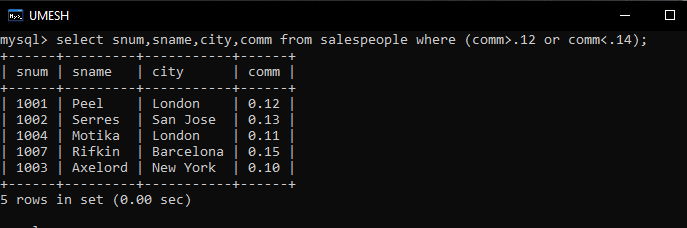 UMESH
mysql> select snum,sname,city,comm from salespeople where (comm>.12 or comm<.14);
+------+---------+-----------+------+
| snum | sname   | city      | comm |
+------+---------+-----------+------+
| 1001 | Peel    | London    | 0.12 |
| 1002 | Serres  | San Jose  | 0.13 |
| 1004 | Motika  | London    | 0.11 |
| 1007 | Rifkin  | Barcelona | 0.15 |
| 1003 | Axelord | New York  | 0.10 |
+------+---------+-----------+------+
5 rows in set (0.00 sec)